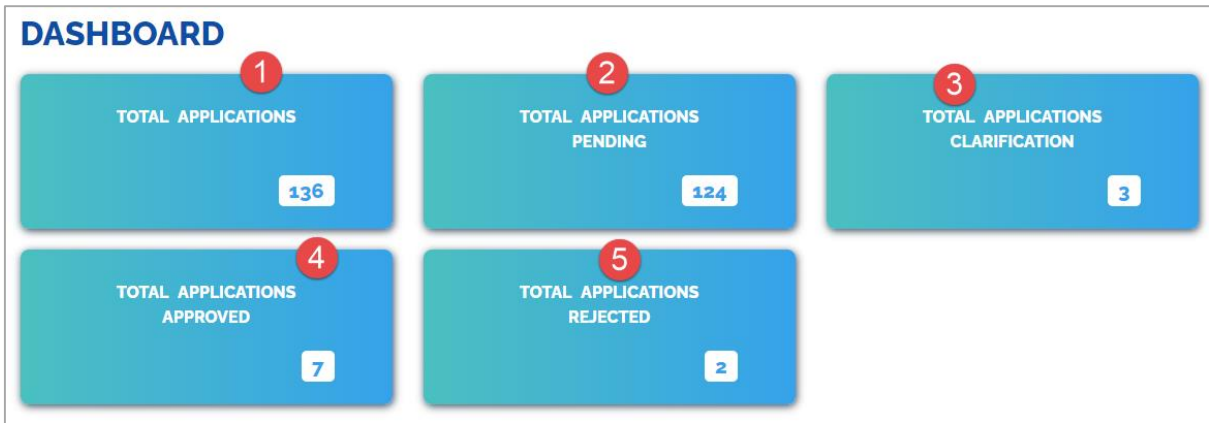 DASHBOARD
1
TOTAL APPLICATIONS
136
2
TOTAL APPLICATIONS
PENDING
124
3
TOTAL APPLICATIONS
CLARIFICATION
3
4
TOTAL APPLICATIONS
APPROVED
7
5
TOTAL APPLICATIONS
REJECTED
2